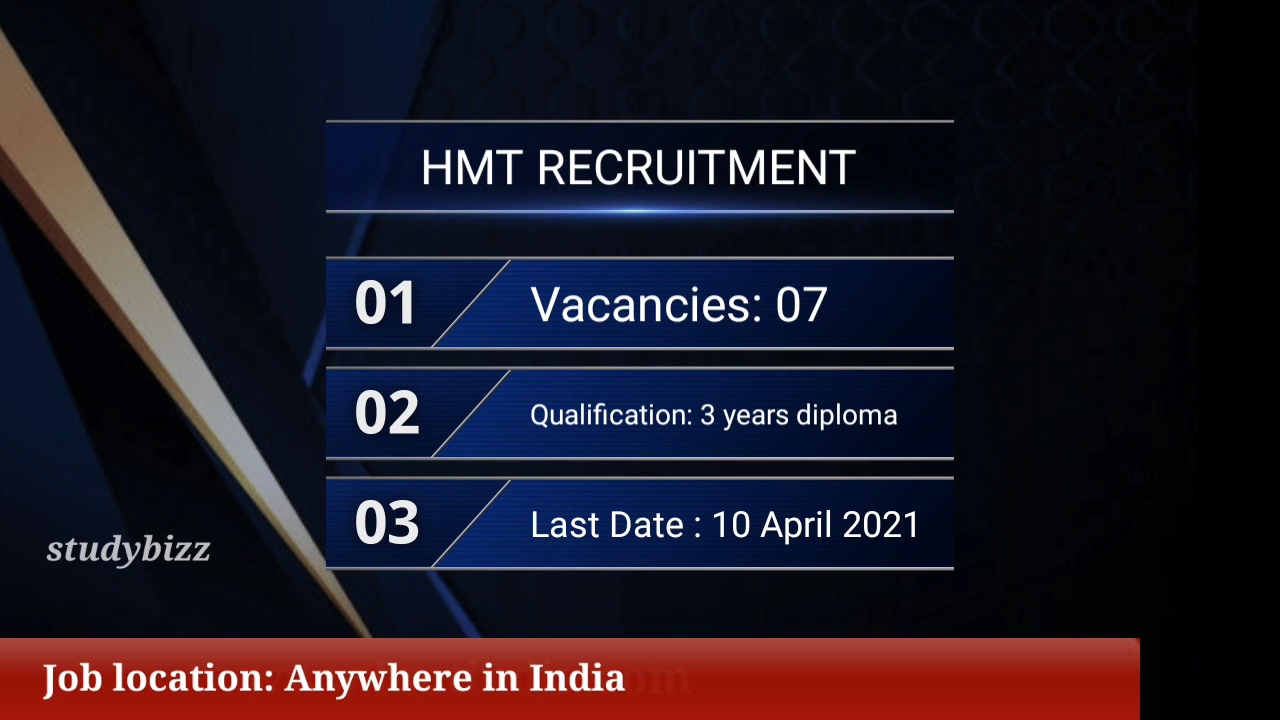 HMT RECRUITMENT
01 Vacancies: 07
02 Qualification: 3 years diploma
03 Last Date : 10 April 2021
studybizz
Job location: Anywhere in India